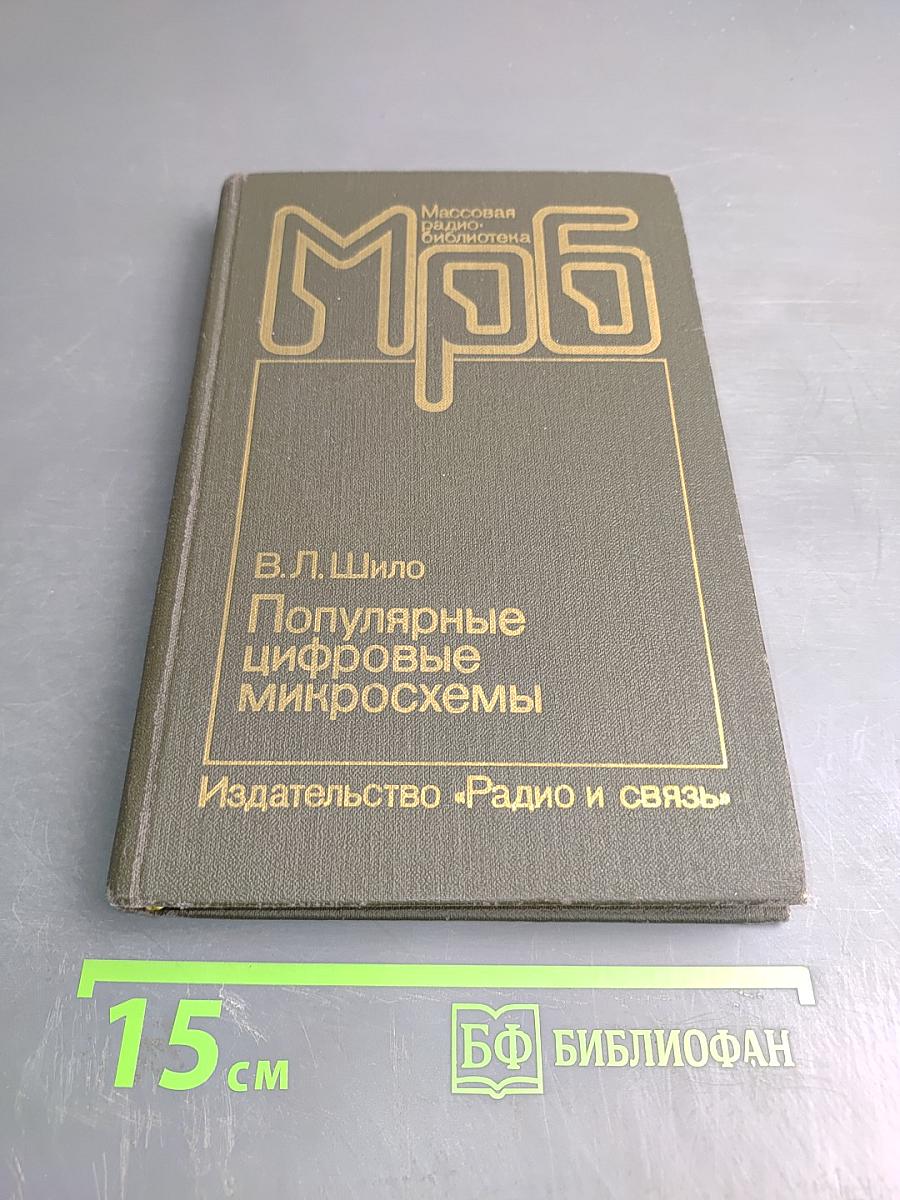 Мрб
Массовая
радио-
библиотека
В.Л.Шило
Популярные
цифровые
микросхемы
Издательство «Радио и связь»
15 см
БФ БИБЛИОФАН